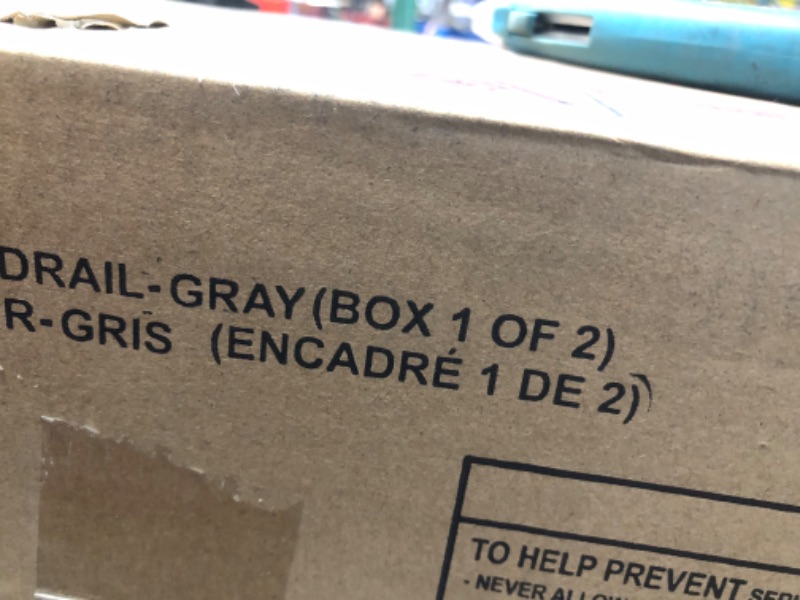 DRAIL-GRAY (BOX 1 OF 2)
R-GRIS (ENCADRÉ 1 DE 2)
TO HELP PREVENT
- NEVER